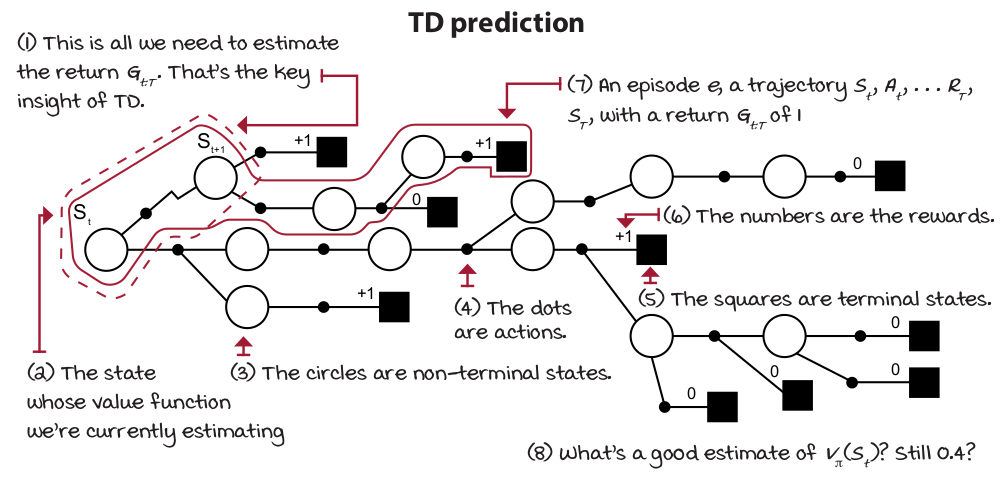 TD prediction
(1) This is all we need to estimate
the return G_{t:T}. That's the key
insight of TD.
(7) An episode e, a trajectory S_t, A_t, . . . R_T,
S_T, with a return G_{t:T} of 1
S_{t+1}
+1
+1
0
S_t
0
(6) The numbers are the rewards.
+1
(5) The squares are terminal states.
+1
(4) The dots
are actions.
0
0
0
0
(2) The state
whose value function
we're currently estimating
(3) The circles are non-terminal states.
(8) What's a good estimate of v_π(S_t)? Still 0.4?